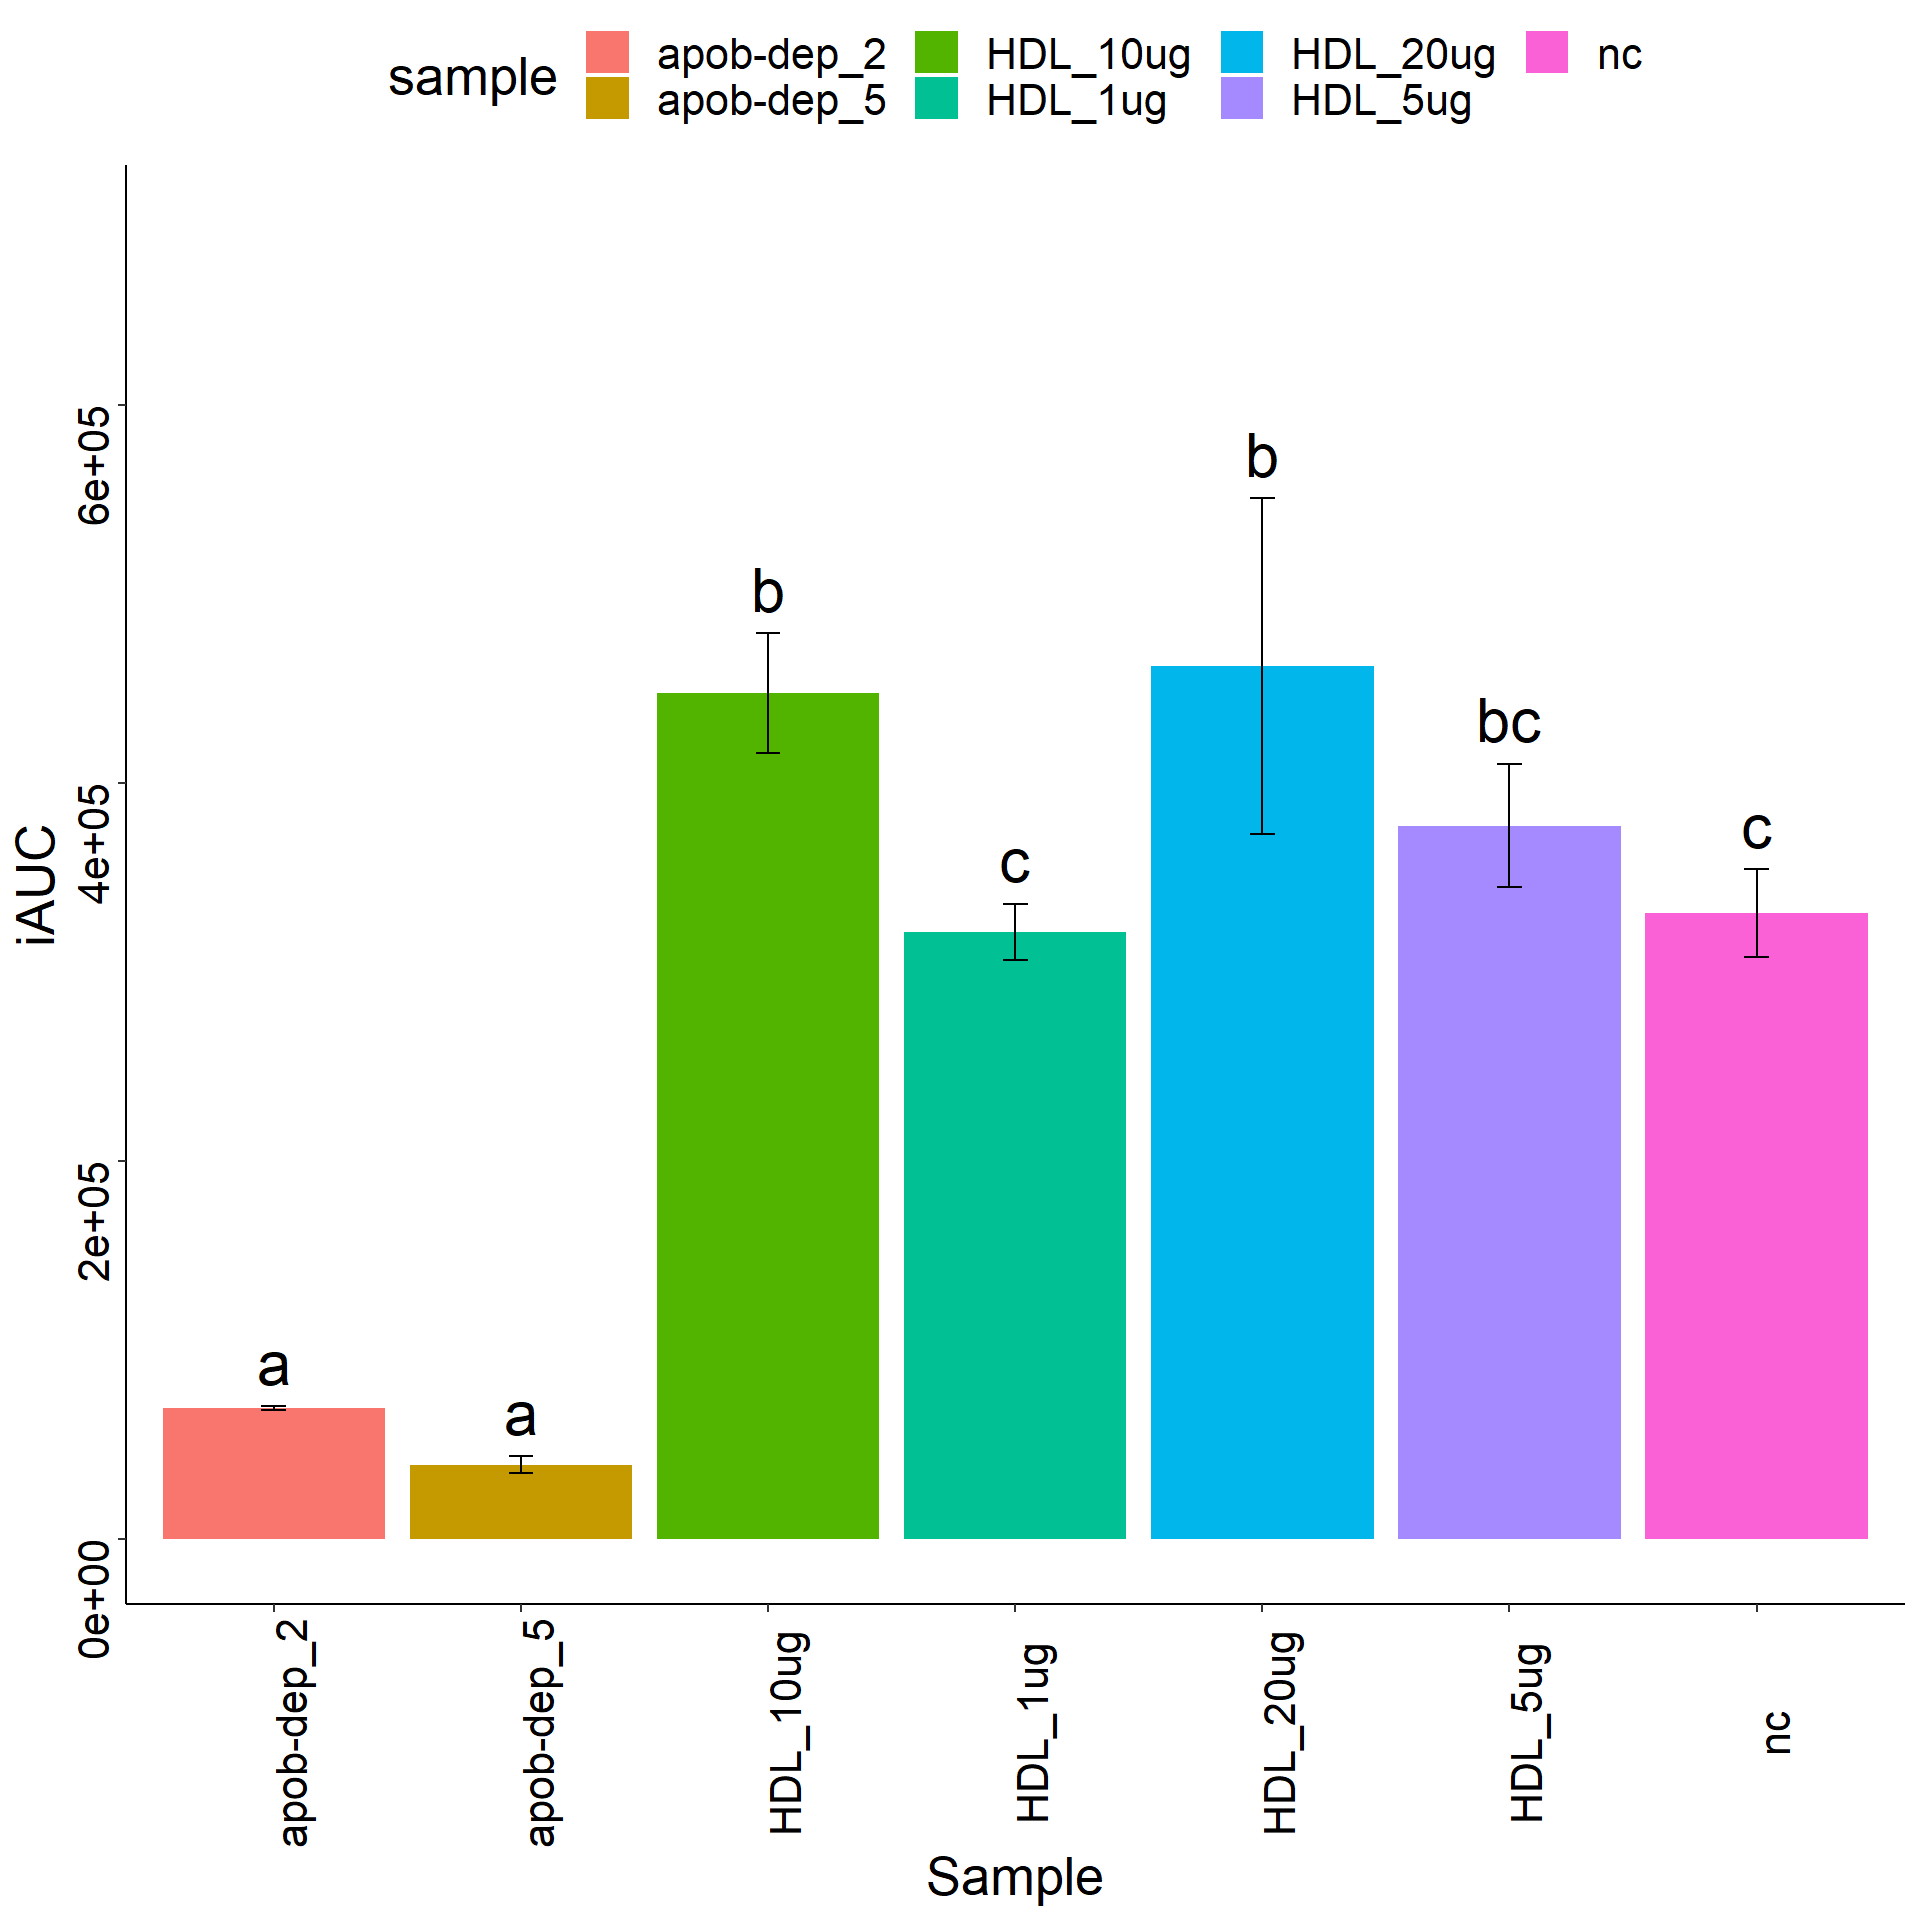 sample
apob-dep_2 HDL_10ug HDL_20ug nc
apob-dep_5 HDL_1ug HDL_5ug
iAUC
6e+05
4e+05
2e+05
0e+00
a
a
b
c
b
bc
c
apob-dep_2
apob-dep_5
HDL_10ug
HDL_1ug
HDL_20ug
HDL_5ug
nc
Sample